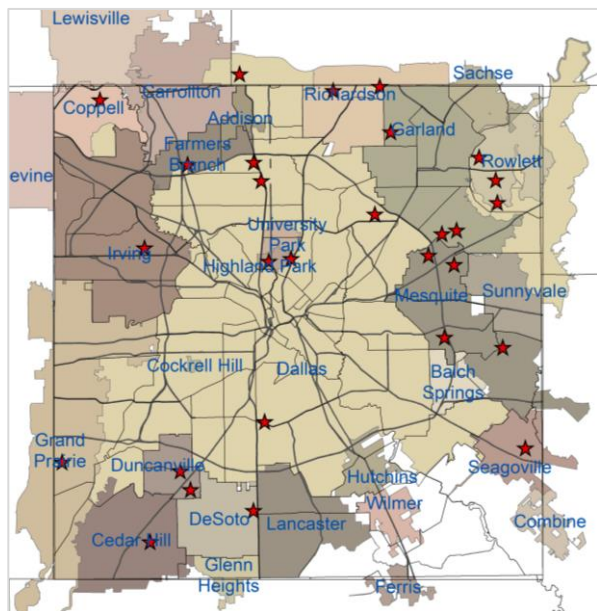 Lewisville
Sachse
Coppell
Carrollton
Richardson
Addison
Garland
Farmers
Branch
Rowlett
evine
University
Park
Irving
Highland Park
Mesquite
Sunnyvale
Cockrell Hill
Dallas
Balch
Springs
Grand
Prairie
Duncanville
Hutchins
Seagoville
Wilmer
DeSoto
Lancaster
Combine
Cedar Hill
Glenn
Heights
Ferris